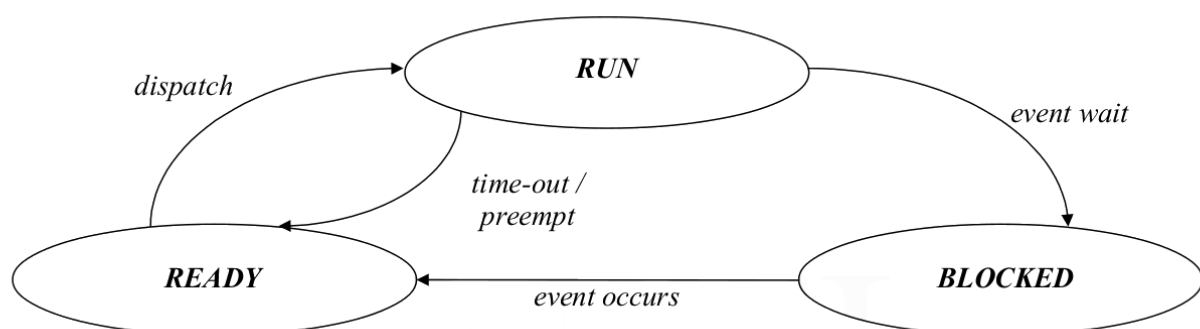 RUN
dispatch
event wait
time-out /
preempt
READY
BLOCKED
event occurs